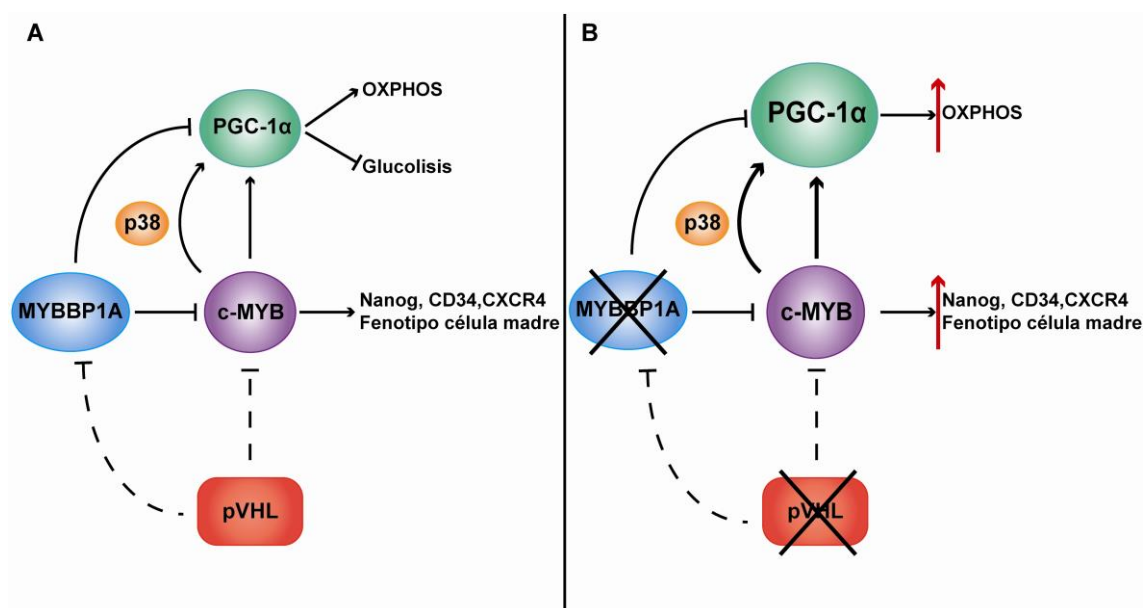 A
PGC-1α
OXPHOS
Glucolisis
p38
MYBBP1A
c-MYB
Nanog, CD34,CXCR4
Fenotipo célula madre
pVHL
B
PGC-1α
OXPHOS
p38
MYBBP1A
c-MYB
Nanog, CD34,CXCR4
Fenotipo célula madre
pVHL